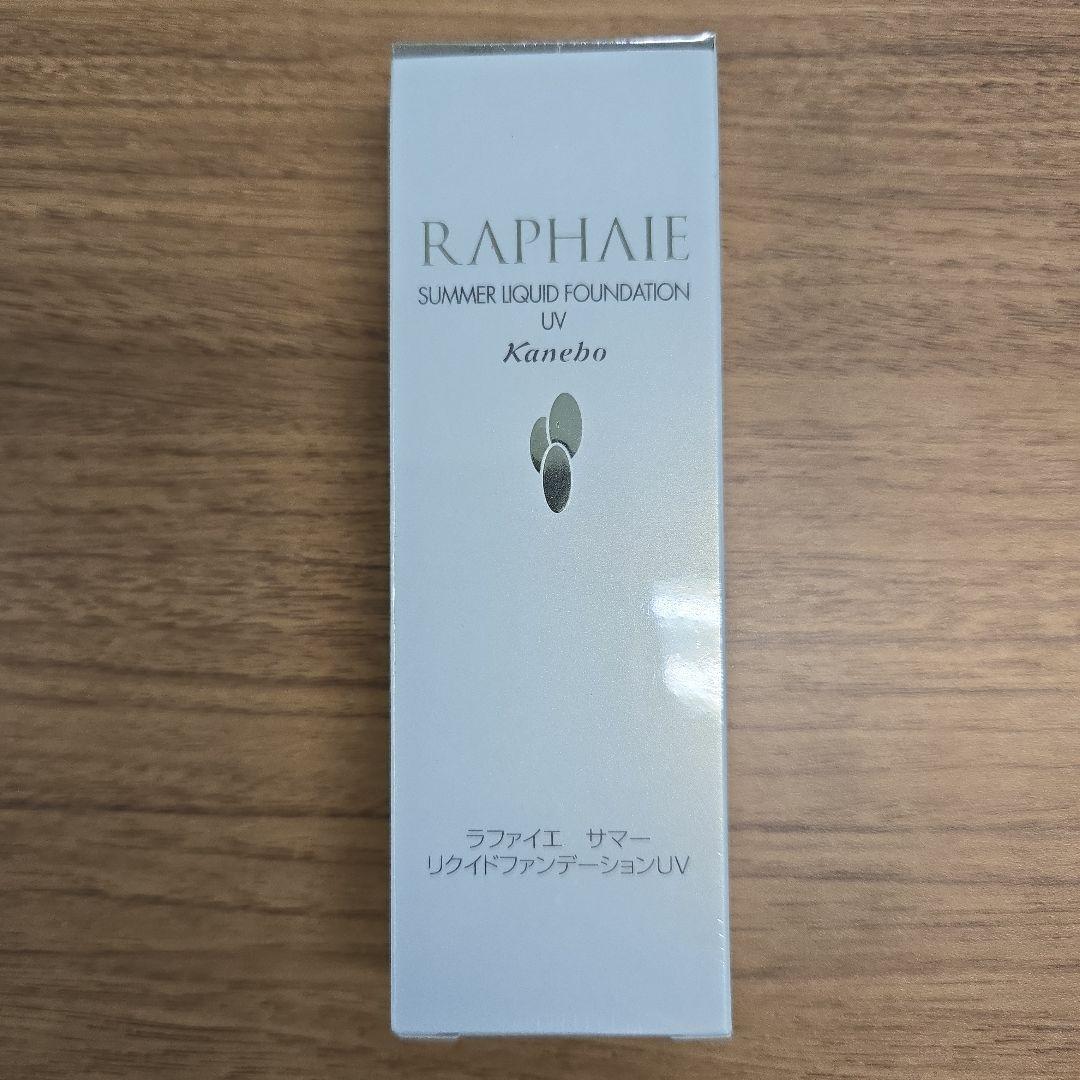 RAPHAIE
SUMMER LIQUID FOUNDATION
UV
Kanebo
ラファイエ　サマー
リクイドファンデーションUV